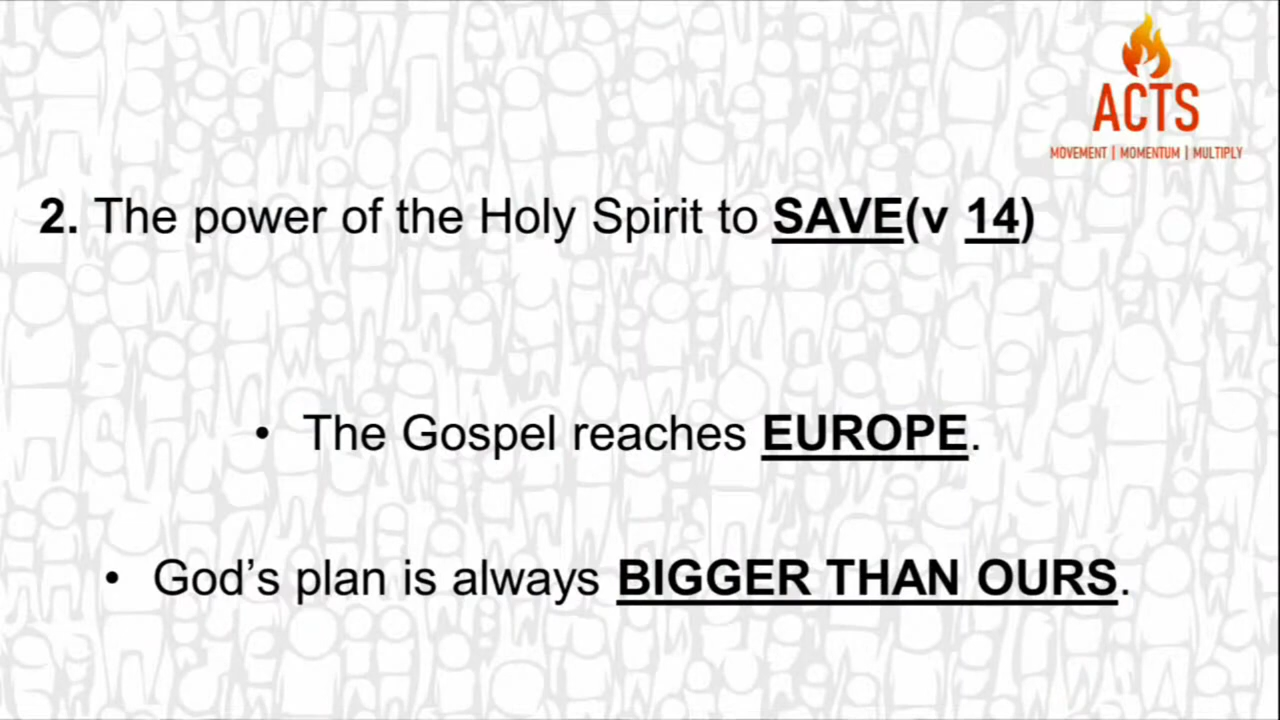 ACTS
MOVEMENT | MOMENTUM | MULTIPLY
2. The power of the Holy Spirit to SAVE(v 14)
• The Gospel reaches EUROPE.
• God’s plan is always BIGGER THAN OURS.